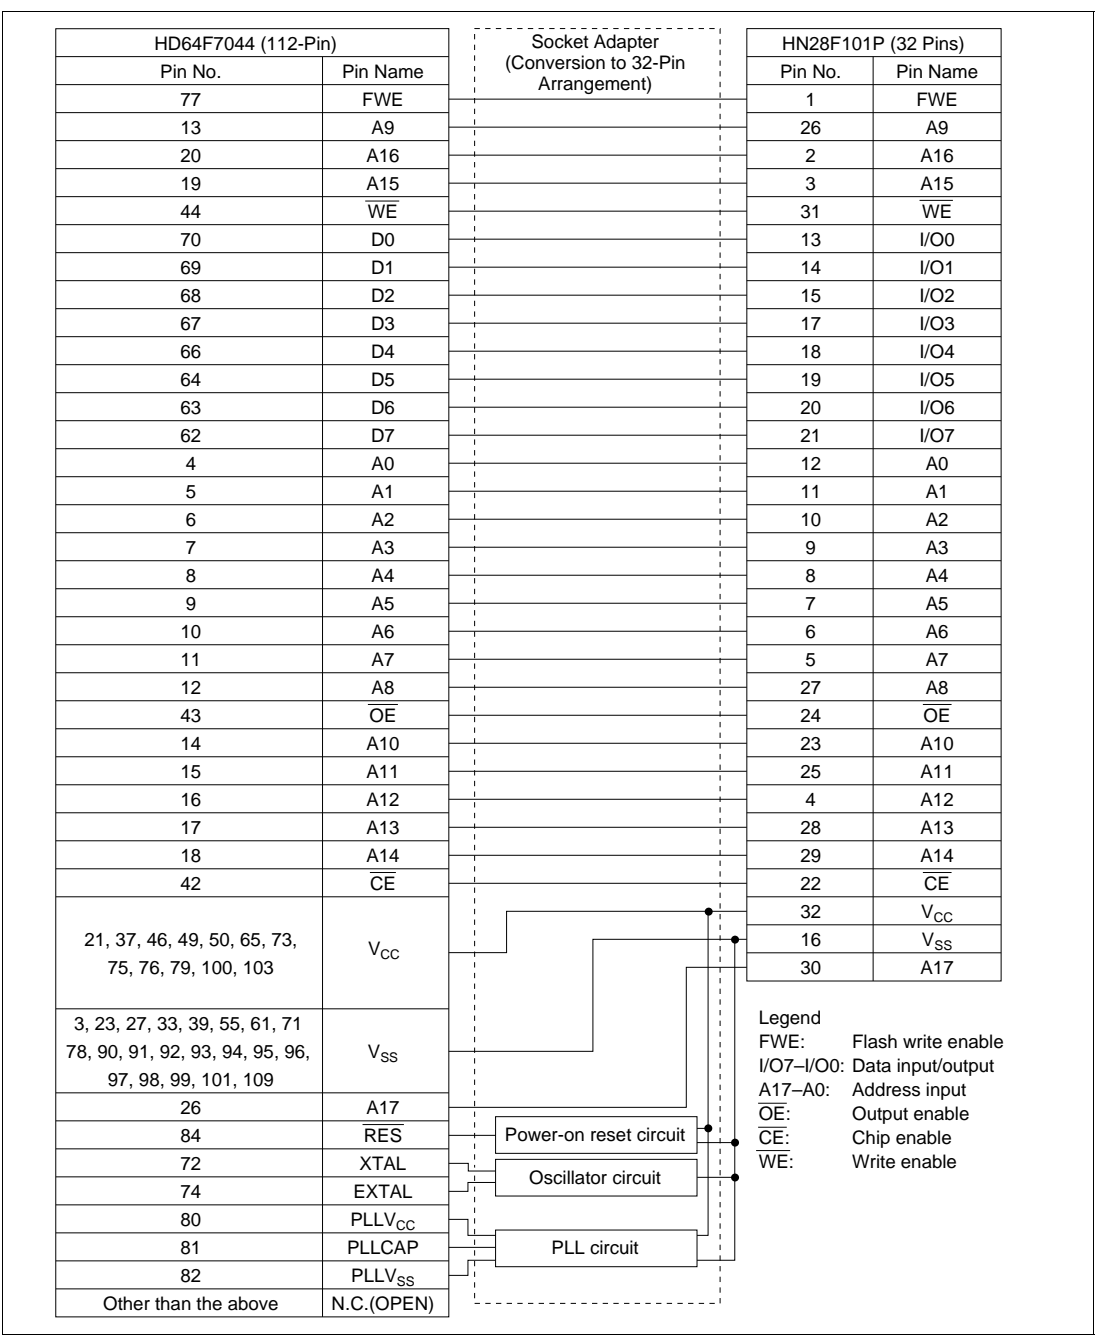 HD64F7044 (112-Pin) Socket Adapter HN28F101P (32 Pins)
(Conversion to 32-Pin
Arrangement)
Pin No. Pin Name Pin No. Pin Name
77 FWE 1 FWE
13 A9 26 A9
20 A16 2 A16
19 A15 3 A15
44 WE 31 WE
70 D0 13 I/O0
69 D1 14 I/O1
68 D2 15 I/O2
67 D3 17 I/O3
66 D4 18 I/O4
64 D5 19 I/O5
63 D6 20 I/O6
62 D7 21 I/O7
4 A0 12 A0
5 A1 11 A1
6 A2 10 A2
7 A3 9 A3
8 A4 8 A4
9 A5 7 A5
10 A6 6 A6
11 A7 5 A7
12 A8 27 A8
43 OE 24 OE
14 A10 23 A10
15 A11 25 A11
16 A12 4 A12
17 A13 28 A13
18 A14 29 A14
42 CE 22 CE
32 VCC
16 VSS
30 A17
21, 37, 46, 49, 50, 65, 73,
75, 76, 79, 100, 103
VCC
3, 23, 27, 33, 39, 55, 61, 71
78, 90, 91, 92, 93, 94, 95, 96,
97, 98, 99, 101, 109
VSS
26 A17
84 RES Power-on reset circuit
72 XTAL
74 EXTAL
Oscillator circuit
80 PLLVCC
81 PLLCAP PLL circuit
82 PLLVSS
Other than the above N.C.(OPEN)
Legend
FWE: Flash write enable
I/O7–I/O0: Data input/output
A17–A0: Address input
OE: Output enable
CE: Chip enable
WE: Write enable